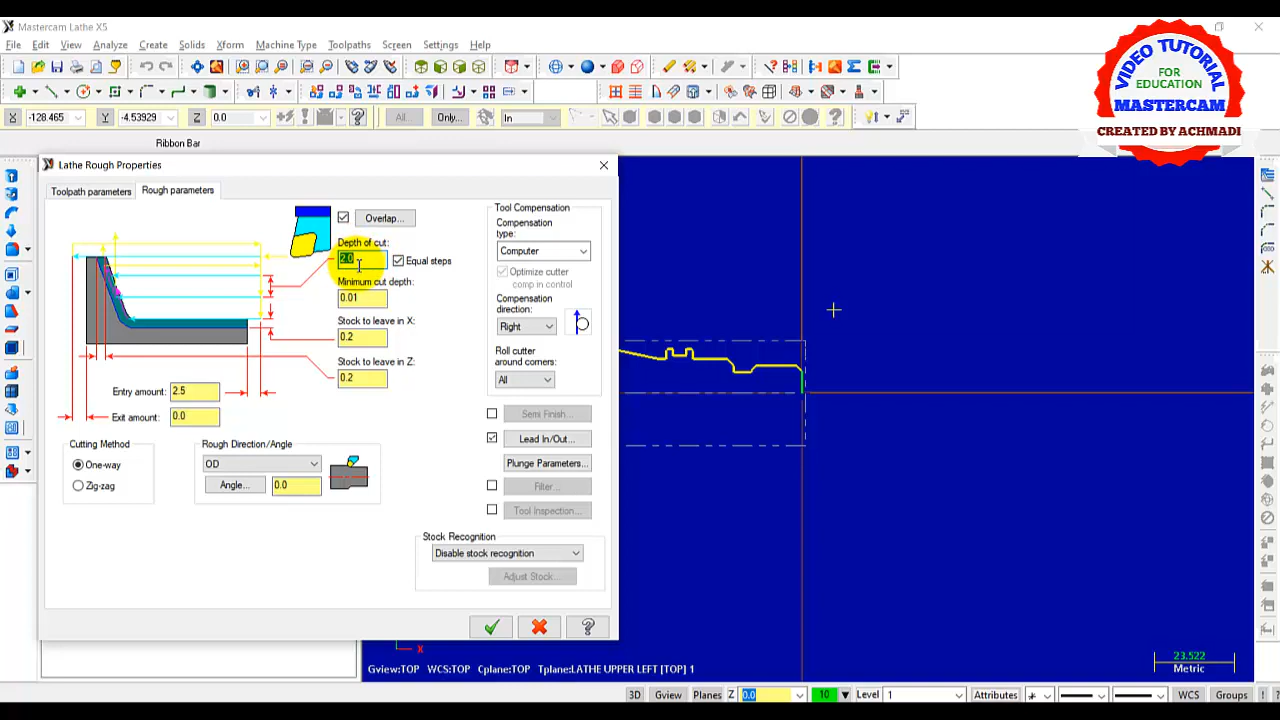 Mastercam Lathe X5
File Edit View Analyze Create Solids Xform Machine Type Toolpaths Screen Settings Help
VIDEO TUTORIAL
FOR
EDUCATION
MASTERCAM
CREATED BY ACHMADI
X -128.465 Y -4.53929 Z 0.0 All... Only... In
Ribbon Bar
Lathe Rough Properties
Toolpath parameters Rough parameters
Overlap...
Depth of cut:
2.0 Equal steps
Minimum cut depth:
0.01
Stock to leave in X:
0.2
Stock to leave in Z:
0.2
Entry amount: 2.5
Exit amount: 0.0
Cutting Method
One-way
Zig-zag
Rough Direction/Angle
OD
Angle... 0.0
Tool Compensation
Compensation
type:
Computer
Optimize cutter
comp in control
Compensation
direction:
Right
Roll cutter
around corners:
All
Semi Finish...
Lead In/Out...
Plunge Parameters...
Filter...
Tool Inspection...
Stock Recognition
Disable stock recognition
Adjust Stock...
X
Gview:TOP WCS:TOP Cplane:TOP Tplane:LATHE UPPER LEFT [TOP] 1
23.522
Metric
3D Gview Planes Z 0.0 10 Level 1 Attributes WCS Groups